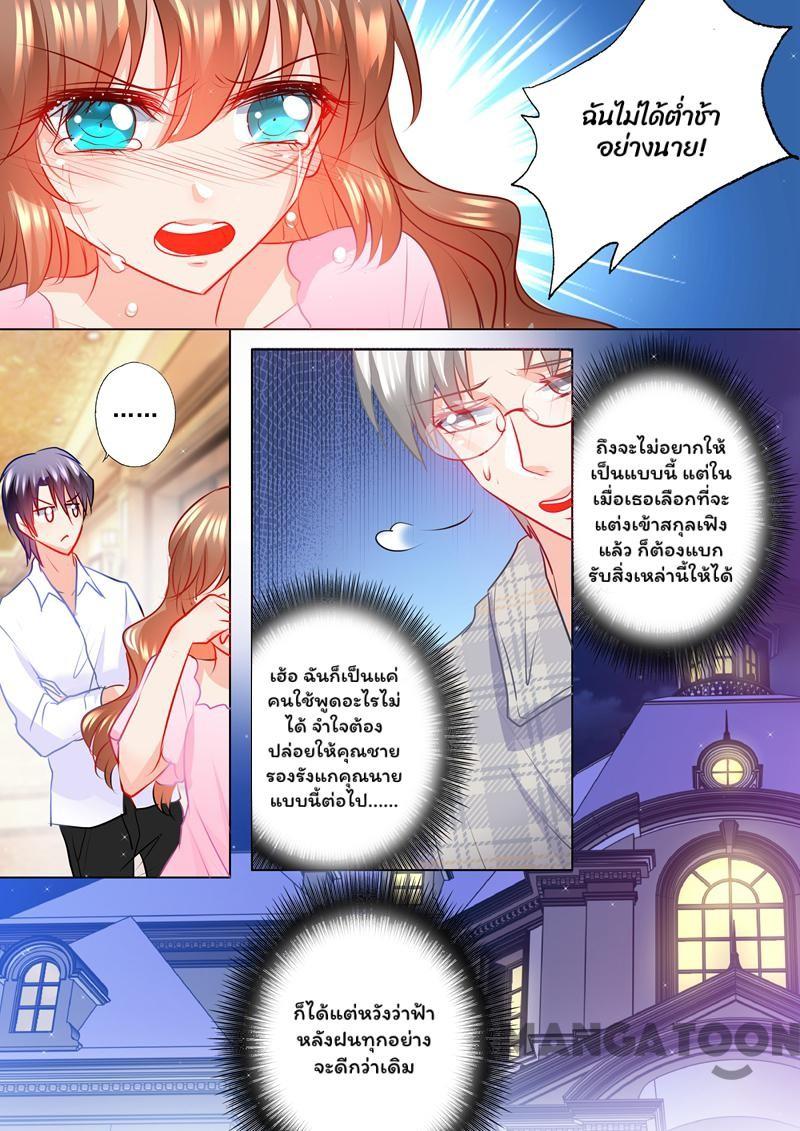 ฉันไม่ได้ต่ำช้า
อย่างนาย!
......
ถึงจะไม่อยากให้
เป็นแบบนี้ แต่ใน
เมื่อเธอเลือกที่จะ
แต่งเข้าสกุลเฟิง
แล้ว ก็ต้องแบก
รับสิ่งเหล่านี้ให้ได้
เฮ้อ ฉันก็เป็นแค่
คนใช้พูดอะไรไม่
ได้ จำใจต้อง
ปล่อยให้คุณชาย
รองรังแกคุณนาย
แบบนี้ต่อไป......
ก็ได้แต่หวังว่าฟ้า
หลังฝนทุกอย่าง
จะดีกว่าเดิม
MANGATOON